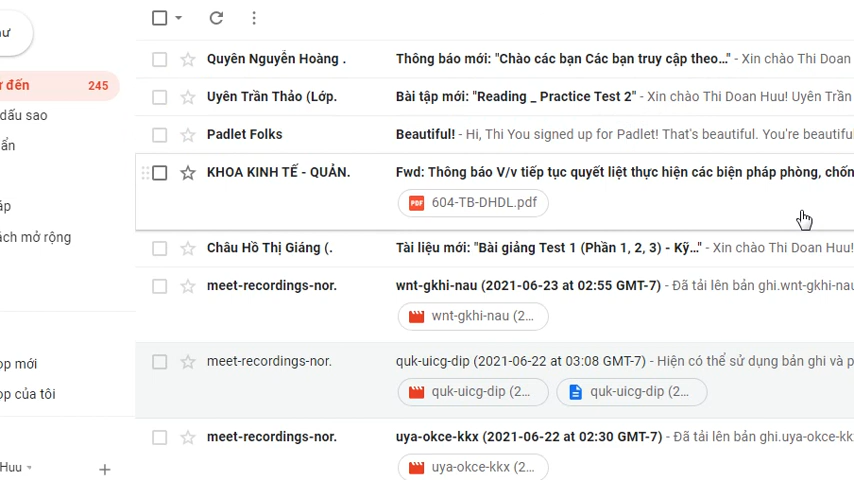 ư
ư đến 245
dấu sao
ẩn
áp
ách mở rộng
ọp mới
ọp của tôi
Huu
Quyên Nguyễn Hoàng . Thông báo mới: "Chào các bạn Các bạn truy cập theo…" - Xin chào Thi Doan
Uyên Trần Thảo (Lớp. Bài tập mới: "Reading _ Practice Test 2" - Xin chào Thi Doan Huu! Uyên Trần
Padlet Folks Beautiful! - Hi, Thi You signed up for Padlet! That's beautiful. You're beautifu
KHOA KINH TẾ - QUẢN. Fwd: Thông báo V/v tiếp tục quyết liệt thực hiện các biện pháp phòng, chốn
PDF 604-TB-DHDL.pdf
Châu Hồ Thị Giáng (. Tài liệu mới: "Bài giảng Test 1 (Phần 1, 2, 3) - Kỹ…" - Xin chào Thi Doan Huu!
meet-recordings-nor. wnt-gkhi-nau (2021-06-23 at 02:55 GMT-7) - Đã tải lên bản ghi.wnt-gkhi-nau
wnt-gkhi-nau (2…
meet-recordings-nor. quk-uicg-dip (2021-06-22 at 03:08 GMT-7) - Hiện có thể sử dụng bản ghi và p
quk-uicg-dip (2… quk-uicg-dip (2…
meet-recordings-nor. uya-okce-kkx (2021-06-22 at 02:30 GMT-7) - Đã tải lên bản ghi.uya-okce-kk
uya-okce-kkx (2…